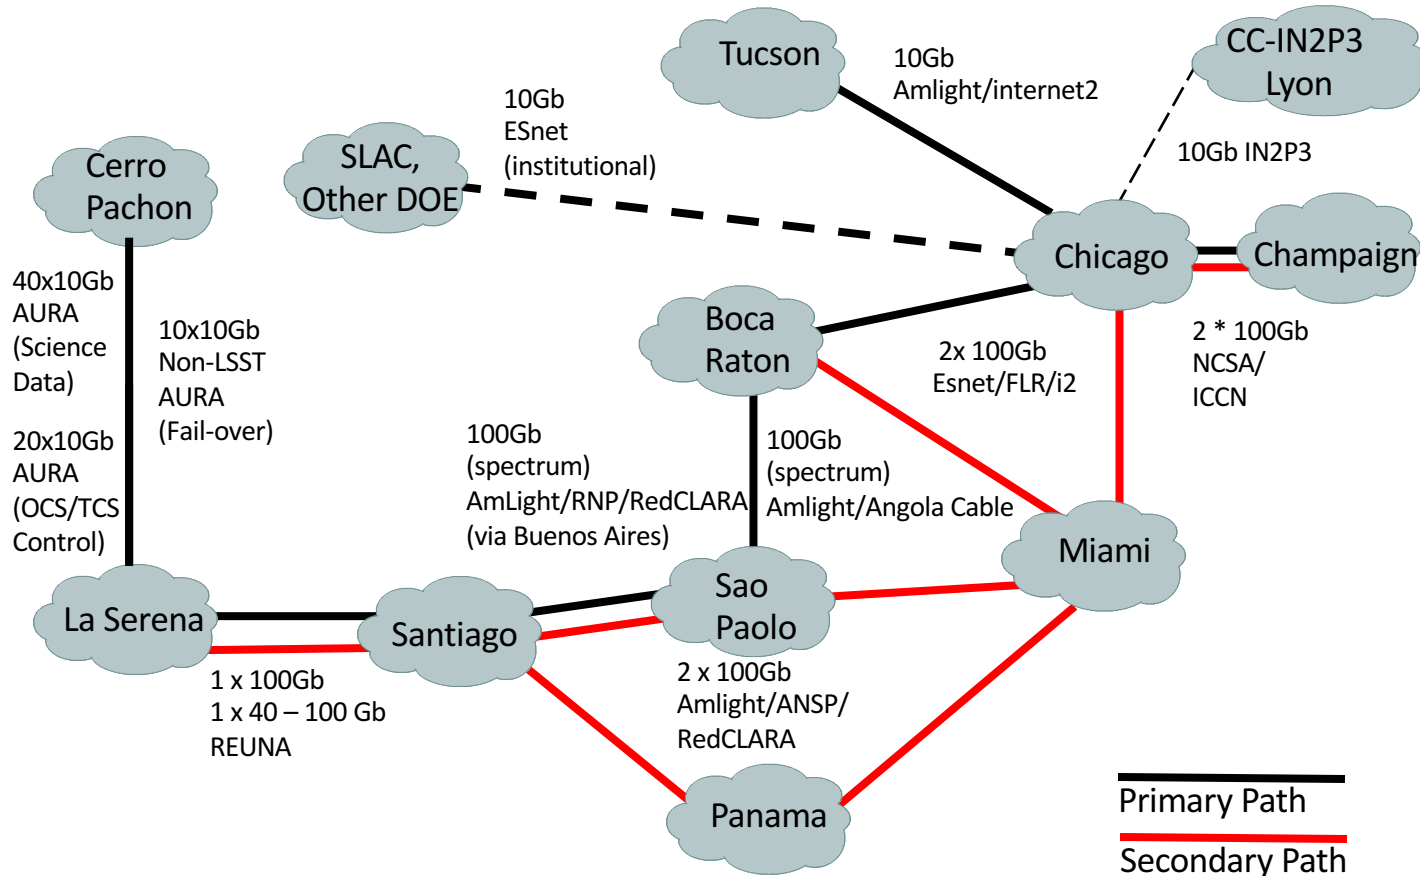 Tucson
10Gb
Amlight/internet2
CC-IN2P3
Lyon
10Gb
ESnet
(institutional)
10Gb IN2P3
Cerro
Pachon
SLAC,
Other DOE
Chicago
Champaign
40x10Gb
AURA
(Science
Data)
10x10Gb
Non-LSST
AURA
(Fail-over)
Boca
Raton
2x 100Gb
Esnet/FLR/i2
2 * 100Gb
NCSA/
ICCN
20x10Gb
AURA
(OCS/TCS
Control)
100Gb
(spectrum)
AmLight/RNP/RedCLARA
(via Buenos Aires)
100Gb
(spectrum)
Amlight/Angola Cable
Miami
La Serena
Santiago
Sao
Paolo
1 x 100Gb
1 x 40 – 100 Gb
REUNA
2 x 100Gb
Amlight/ANSP/
RedCLARA
Panama
Primary Path
Secondary Path